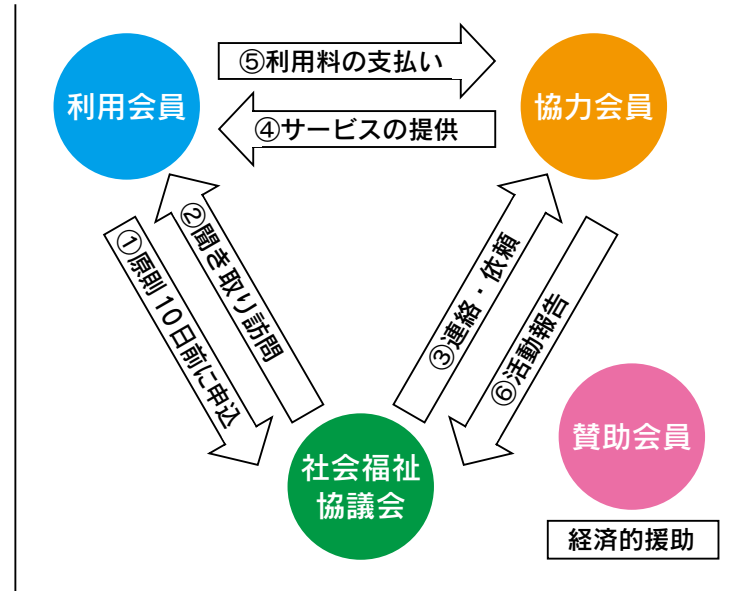 ⑤利用料の支払い
利用会員
協力会員
④サービスの提供
②聞き取り訪問
①原則10日前に申込
③連絡・依頼
⑥活動報告
賛助会員
社会福祉
協議会
経済的援助